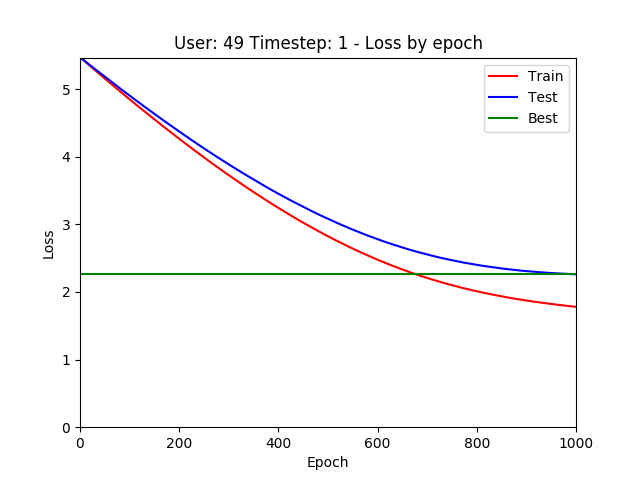 User: 49 Timestep: 1 - Loss by epoch
Train
Test
Best
5
4
3
2
1
0
Loss
0 200 400 600 800 1000
Epoch